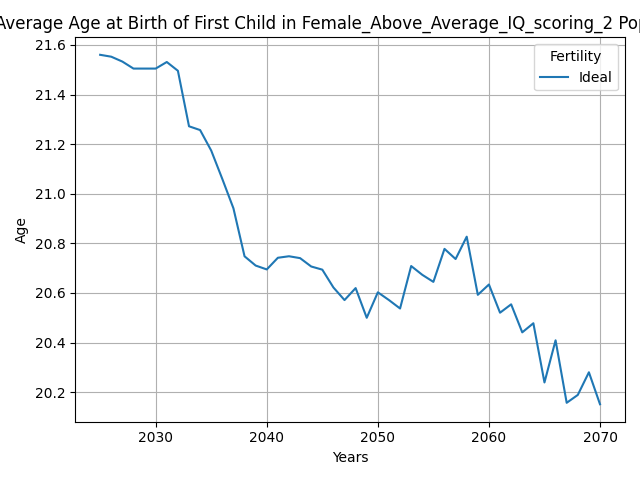 Average Age at Birth of First Child in Female_Above_Average_IQ_scoring_2
Fertility
Ideal
21.6
21.4
21.2
21.0
20.8
20.6
20.4
20.2
Age
2030 2040 2050 2060 2070
Years